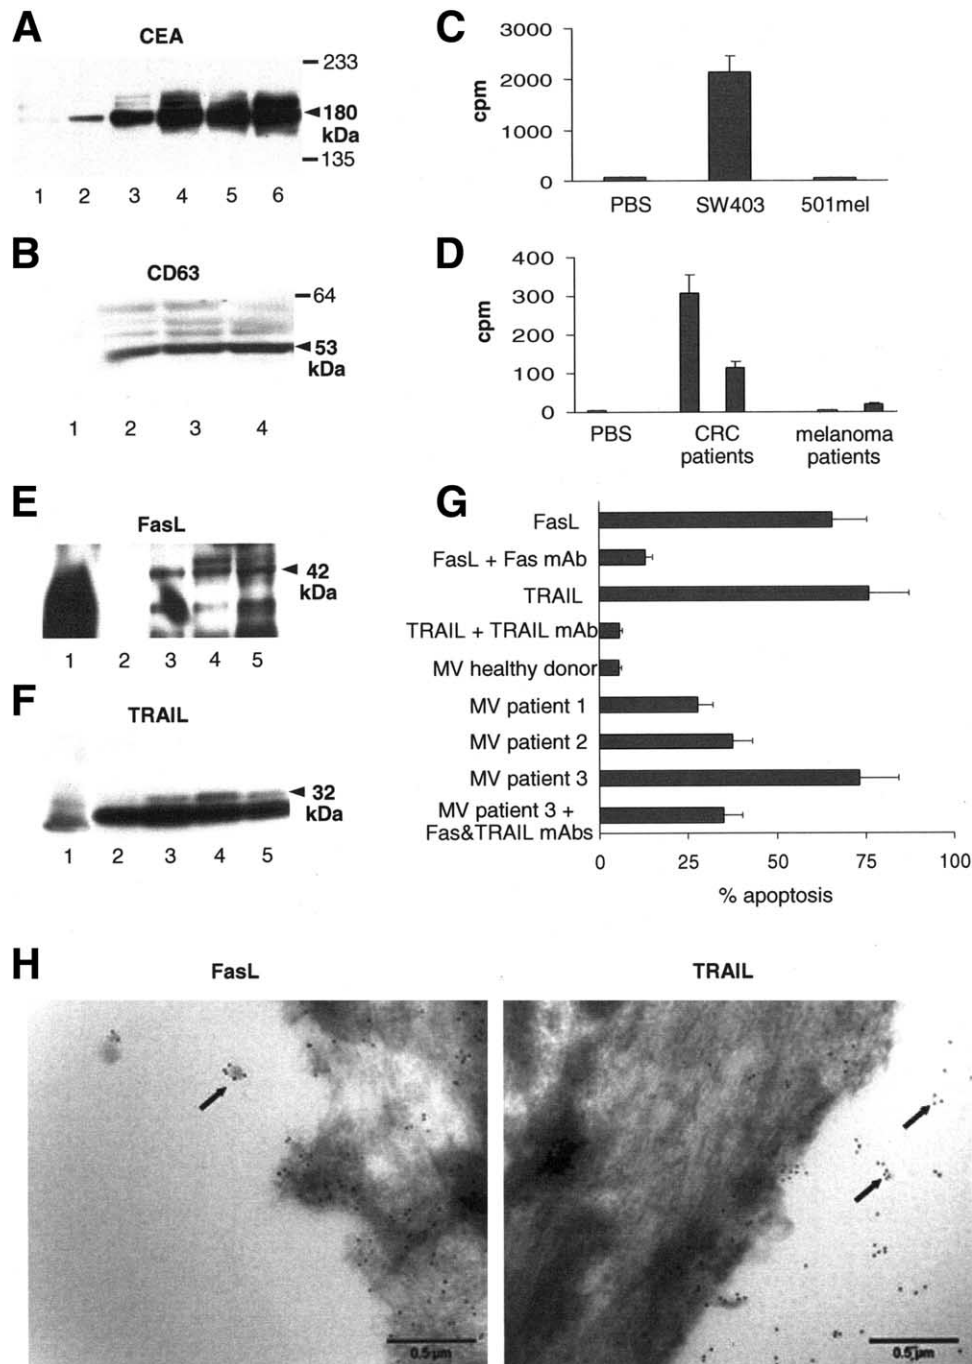 A
CEA
233
180
kDa
135
1 2 3 4 5 6
B
CD63
64
53
kDa
1 2 3 4
C
3000
2000
1000
0
cpm
PBS SW403 501mel
D
400
300
200
100
0
cpm
PBS CRC patients melanoma patients
E
FasL
42
kDa
1 2 3 4 5
F
TRAIL
32
kDa
1 2 3 4 5
G
FasL
FasL + Fas mAb
TRAIL
TRAIL + TRAIL mAb
MV healthy donor
MV patient 1
MV patient 2
MV patient 3
MV patient 3 +
Fas&TRAIL mAbs
0 25 50 75 100
% apoptosis
H
FasL
TRAIL
0.5 µm
0.5 µm